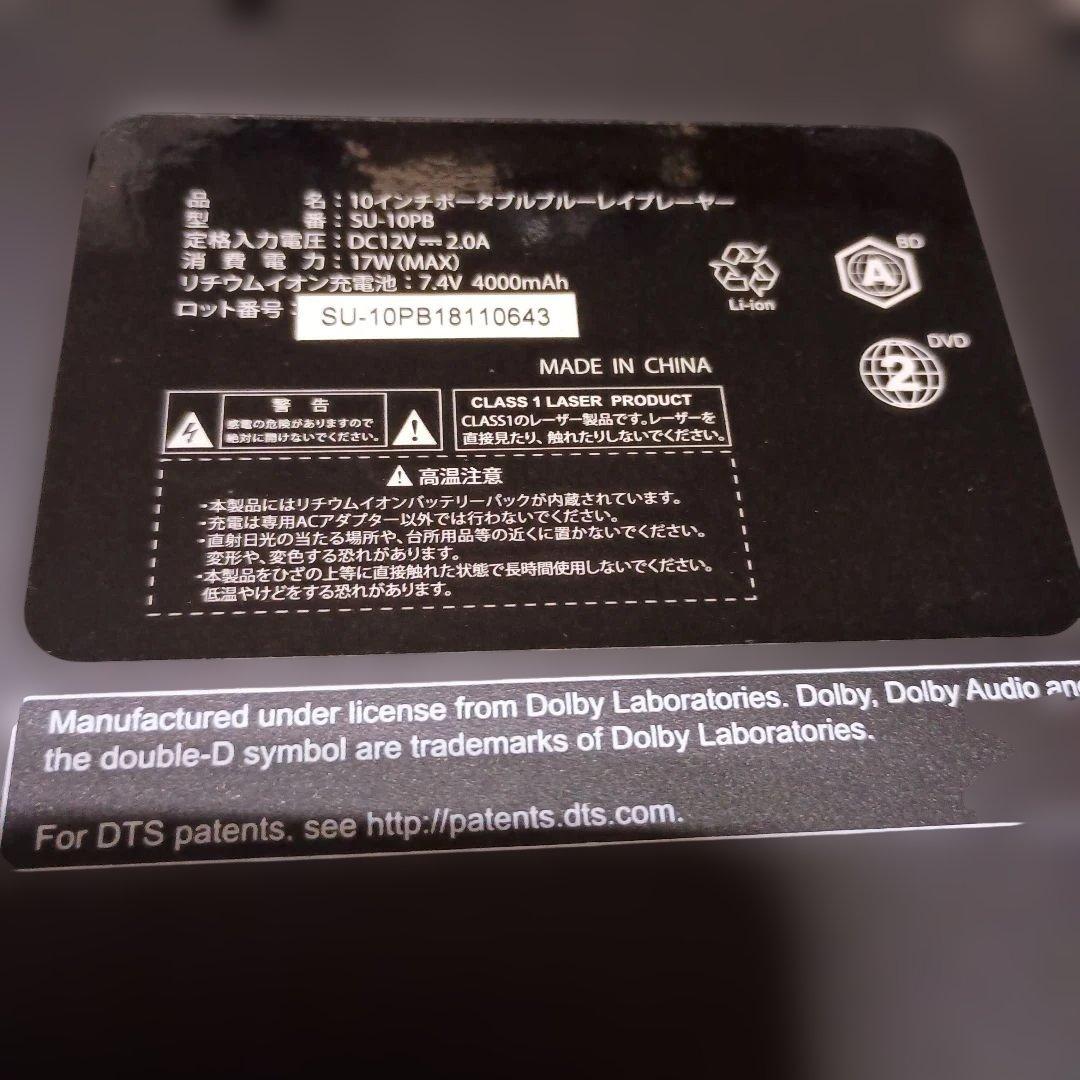 品 名：10インチポータブルブルーレイプレーヤー
型 番：SU-10PB
定格入力電圧：DC12V⎓2.0A
消費電力：17W（MAX）
リチウムイオン充電池：7.4V 4000mAh
ロット番号：SU-10PB18110643
Li-ion
A BD
2 DVD
MADE IN CHINA
警告
感電の危険がありますので
絶対に開けないでください。
CLASS 1 LASER PRODUCT
CLASS1のレーザー製品です。レーザーを
直接見たり、触れたりしないでください。
高温注意
・本製品にはリチウムイオンバッテリーパックが内蔵されています。
・充電は専用ACアダプター以外では行わないでください。
・直射日光の当たる場所や、台所用品等の近くに置かないでください。
変形や、変色する恐れがあります。
・本製品をひざの上等に直接触れた状態で長時間使用しないでください。
低温やけどをする恐れがあります。
Manufactured under license from Dolby Laboratories. Dolby, Dolby Audio and
the double-D symbol are trademarks of Dolby Laboratories.
For DTS patents. see http://patents.dts.com.